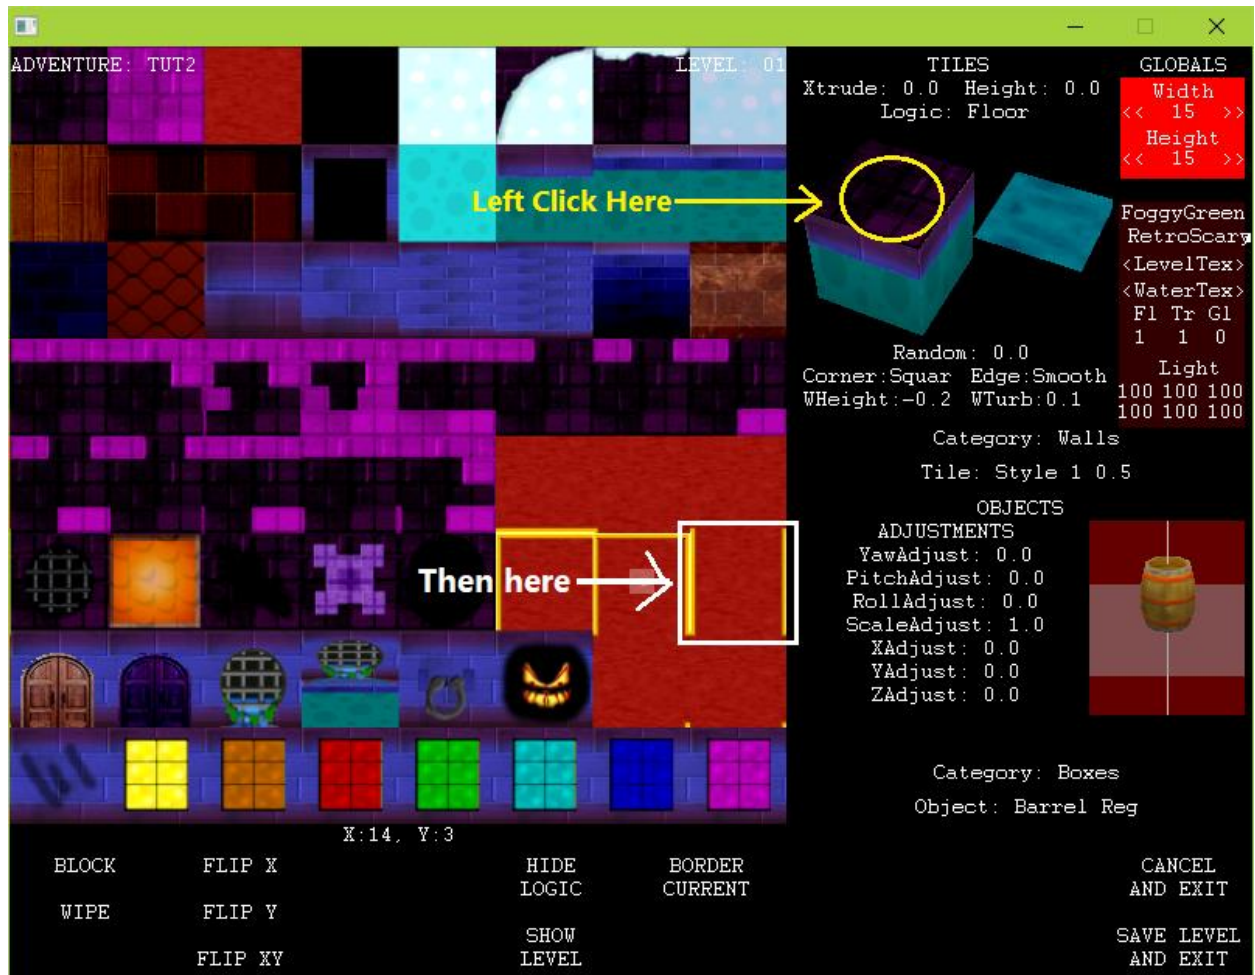 ADVENTURE: TUT2
LEVEL: 01
TILES
Xtrude: 0.0 Height: 0.0
Logic: Floor
GLOBALS
Width
<< 15 >>
Height
<< 15 >>
Left Click Here
FoggyGreen
RetroScary
<LevelTex>
<WaterTex>
Fl Tr Gl
1 1 0
Light
100 100 100
100 100 100
Random: 0.0
Corner:Squar Edge:Smooth
WHeight:-0.2 WTurb:0.1
Category: Walls
Tile: Style 1 0.5
OBJECTS
ADJUSTMENTS
YawAdjust: 0.0
PitchAdjust: 0.0
RollAdjust: 0.0
ScaleAdjust: 1.0
XAdjust: 0.0
YAdjust: 0.0
ZAdjust: 0.0
Then here
Category: Boxes
Object: Barrel Reg
X:14, Y:3
BLOCK
WIPE
FLIP X
FLIP Y
FLIP XY
HIDE
LOGIC
SHOW
LEVEL
BORDER
CURRENT
CANCEL
AND EXIT
SAVE LEVEL
AND EXIT